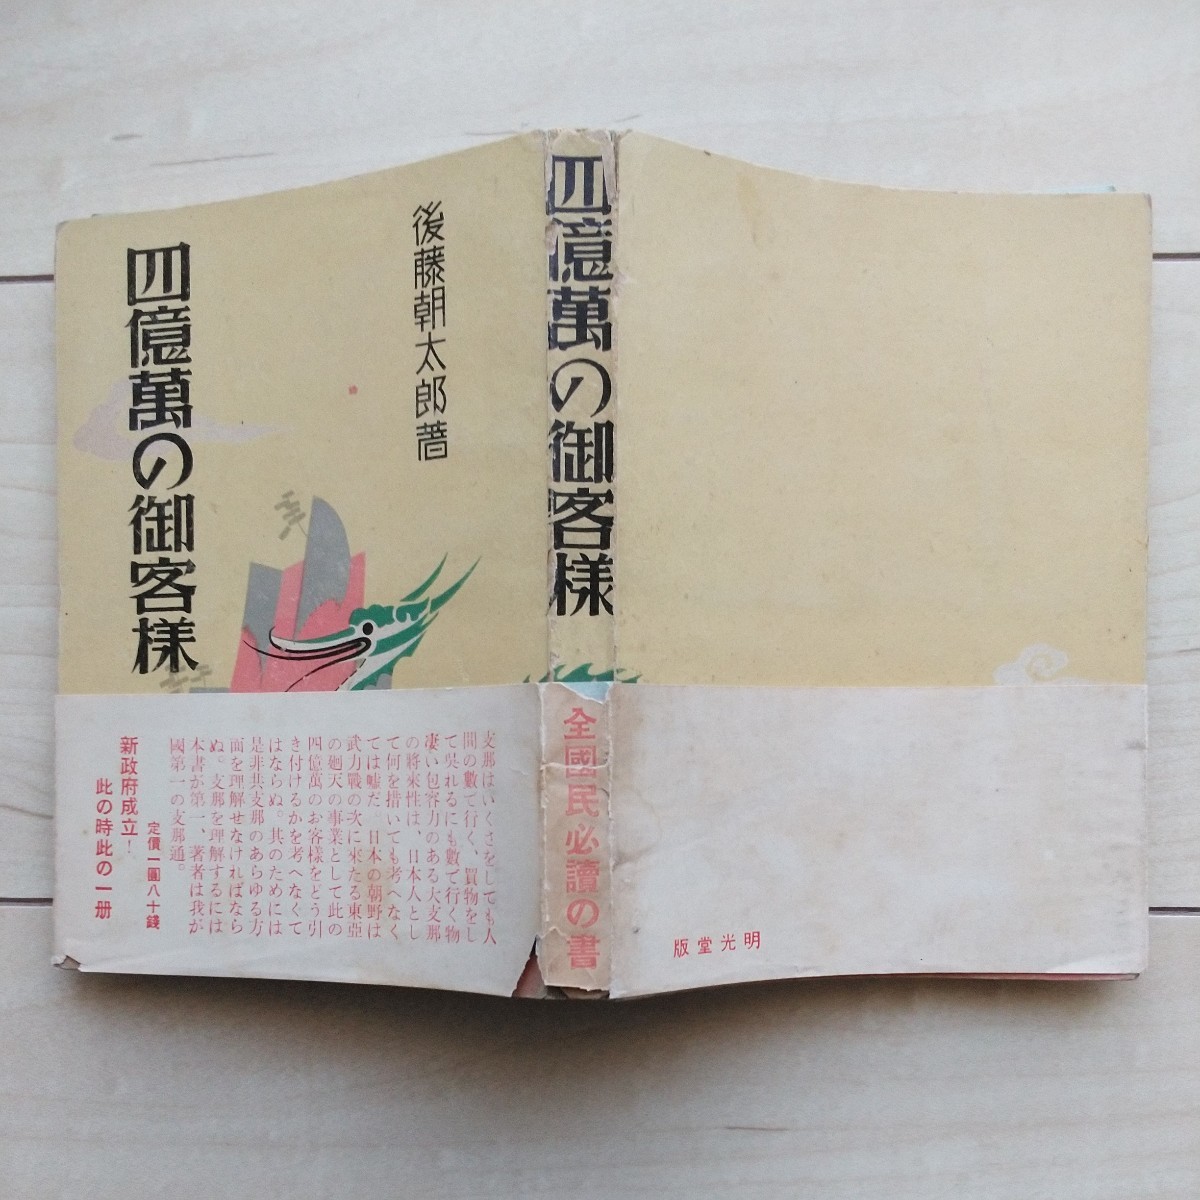 四億萬の御客様
後藤朝太郎著
支那はいくさをしても人
間の數で行く、買物をし
て吳れるにも數で行く物
凄い包容力のある大支那
の將來性は、日本人とし
て何を措いても考へなく
ては嘘だ。日本の朝野は
武力戰の次に來たる東亞
の廻天の事業として此の
四億萬のお客樣をどう引
き付けるかを考へなくて
はならぬ。其のためには
是非共支那のあらゆる方
面を理解せなければなら
ぬ。支那を理解するには
本書が第一、著者は我が
國第一の支那通。
定價一圓八十錢
新政府成立！
此の時此の一册
四億萬の御客様
全國民必讀の書
版堂光明